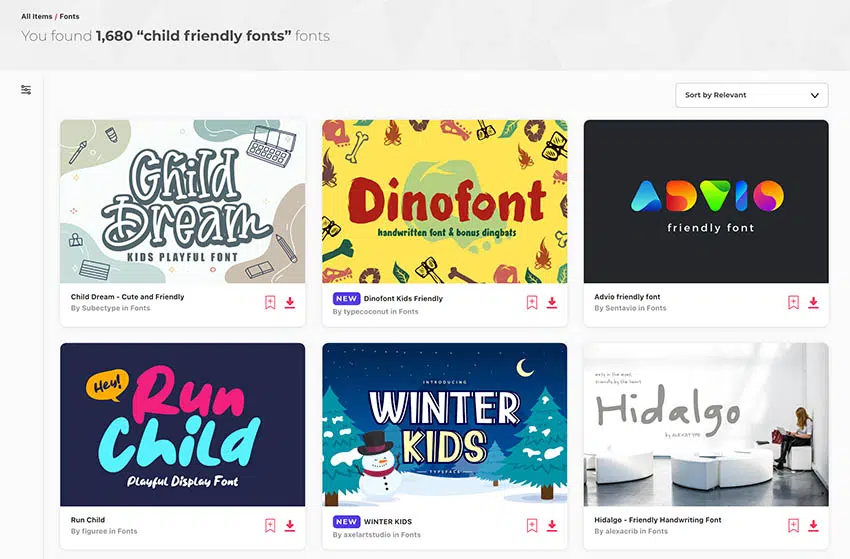 All Items / Fonts
You found 1,680 “child friendly fonts” fonts
Sort by Relevant
Child
Dream
KIDS PLAYFUL FONT
Child Dream - Cute and Friendly
By Subectype in Fonts
Dinofont
handwritten font & bonus dingbats
NEW Dinofont Kids Friendly
By typecoconut in Fonts
ADVIO
friendly font
Advio friendly font
By Sentavio in Fonts
Hey!
Run
Child
Playful Display Font
Run Child
By figuree in Fonts
INTRODUCING
WINTER
KIDS
TYPEFACE
NEW WINTER KIDS
By axelartstudio in Fonts
Hidalgo
By ALEXACRIB
Hidalgo - Friendly Handwriting Font
By alexacrib in Fonts